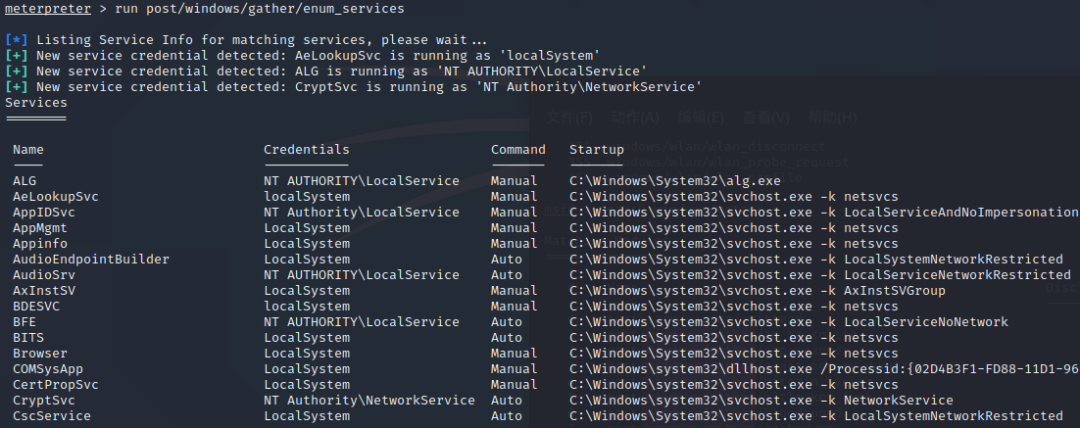 meterpreter > run post/windows/gather/enum_services
[*] Listing Service Info for matching services, please wait...
[+] New service credential detected: AeLookupSvc is running as 'localSystem'
[+] New service credential detected: ALG is running as 'NT AUTHORITY\LocalService'
[+] New service credential detected: CryptSvc is running as 'NT Authority\NetworkService'
Services
========
文件(F) 动作(A) 编辑(E) 查看(V) 帮助(H)
Name Credentials Command Startup
---- ----------- ------- -------
ALG NT AUTHORITY\LocalService Manual C:\Windows\System32\alg.exe
AeLookupSvc localSystem Manual C:\Windows\system32\svchost.exe -k netsvcs
AppIDSvc NT Authority\LocalService Manual C:\Windows\system32\svchost.exe -k LocalServiceAndNoImpersonation
AppMgmt LocalSystem Manual C:\Windows\system32\svchost.exe -k netsvcs
Appinfo LocalSystem Manual C:\Windows\system32\svchost.exe -k netsvcs
AudioEndpointBuilder LocalSystem Auto C:\Windows\System32\svchost.exe -k LocalSystemNetworkRestricted
AudioSrv NT AUTHORITY\LocalService Auto C:\Windows\System32\svchost.exe -k LocalServiceNetworkRestricted
AxInstSV LocalSystem Manual C:\Windows\system32\svchost.exe -k AxInstSVGroup
BDESVC localSystem Manual C:\Windows\System32\svchost.exe -k netsvcs
BFE NT AUTHORITY\LocalService Auto C:\Windows\system32\svchost.exe -k LocalServiceNoNetwork
BITS LocalSystem Auto C:\Windows\System32\svchost.exe -k netsvcs
Browser LocalSystem Manual C:\Windows\System32\svchost.exe -k netsvcs
COMSysApp LocalSystem Manual C:\Windows\system32\dllhost.exe /Processid:{02D4B3F1-FD88-11D1-96
CertPropSvc LocalSystem Manual C:\Windows\system32\svchost.exe -k netsvcs
CryptSvc NT Authority\NetworkService Auto C:\Windows\system32\svchost.exe -k NetworkService
CscService LocalSystem Auto C:\Windows\System32\svchost.exe -k LocalSystemNetworkRestricted